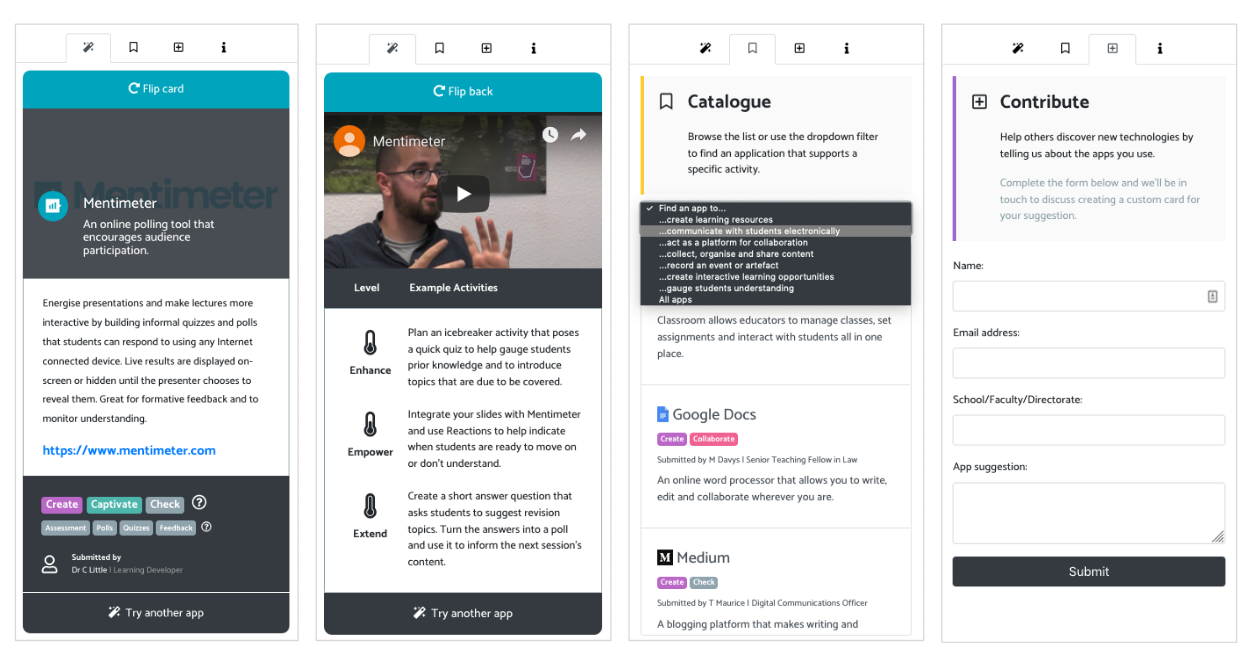 Flip card
Mentimeter
Mentimeter
An online polling tool that
encourages audience
participation.
Energise presentations and make lectures more
interactive by building informal quizzes and polls
that students can respond to using any Internet
connected device. Live results are displayed on-
screen or hidden until the presenter chooses to
reveal them. Great for formative feedback and to
monitor understanding.
https://www.mentimeter.com
Create Captivate Check
Assessment Polls Quizzes Feedback
Submitted by
Dr C Little | Learning Developer
Try another app
Flip back
Mentimeter
Level Example Activities
Enhance
Plan an icebreaker activity that poses
a quick quiz to help gauge students
prior knowledge and to introduce
topics that are due to be covered.
Empower
Integrate your slides with Mentimeter
and use Reactions to help indicate
when students are ready to move on
or don't understand.
Extend
Create a short answer question that
asks students to suggest revision
topics. Turn the answers into a poll
and use it to inform the next session's
content.
Try another app
Catalogue
Browse the list or use the dropdown filter
to find an application that supports a
specific activity.
✓ Find an app to...
...create learning resources
...communicate with students electronically
...act as a platform for collaboration
...collect, organise and share content
...record an event or artefact
...create interactive learning opportunities
...gauge students understanding
All apps
Classroom allows educators to manage classes, set
assignments and interact with students all in one
place.
Google Docs
Create Collaborate
Submitted by M Davys | Senior Teaching Fellow in Law
An online word processor that allows you to write,
edit and collaborate wherever you are.
M Medium
Create Check
Submitted by T Maurice | Digital Communications Officer
A blogging platform that makes writing and
Contribute
Help others discover new technologies by
telling us about the apps you use.
Complete the form below and we'll be in
touch to discuss creating a custom card for
your suggestion.
Name:
Email address:
School/Faculty/Directorate:
App suggestion:
Submit